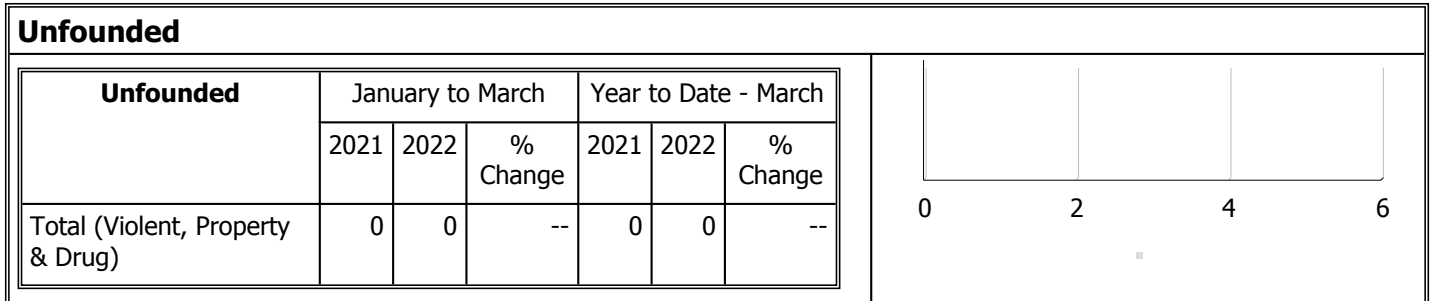 Unfounded
Unfounded January to March Year to Date - March
2021 2022 % Change 2021 2022 % Change
Total (Violent, Property & Drug) 0 0 -- 0 0 --
0 2 4 6